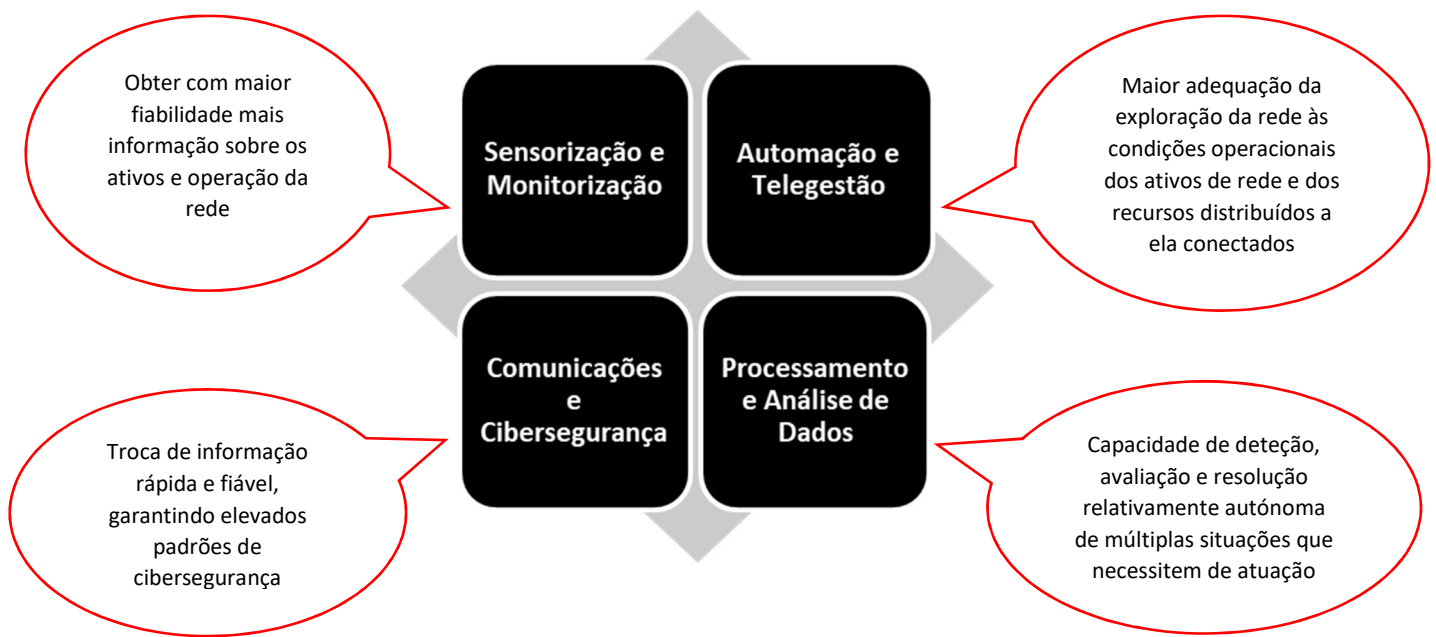 Obter com maior
fiabilidade mais
informação sobre os
ativos e operação da
rede
Sensorização e
Monitorização
Automação e
Telegestão
Maior adequação da
exploração da rede às
condições operacionais
dos ativos de rede e dos
recursos distribuídos a
ela conectados
Troca de informação
rápida e fiável,
garantindo elevados
padrões de
cibersegurança
Comunicações
e
Cibersegurança
Processamento
e Análise de
Dados
Capacidade de deteção,
avaliação e resolução
relativamente autónoma
de múltiplas situações que
necessitem de atuação